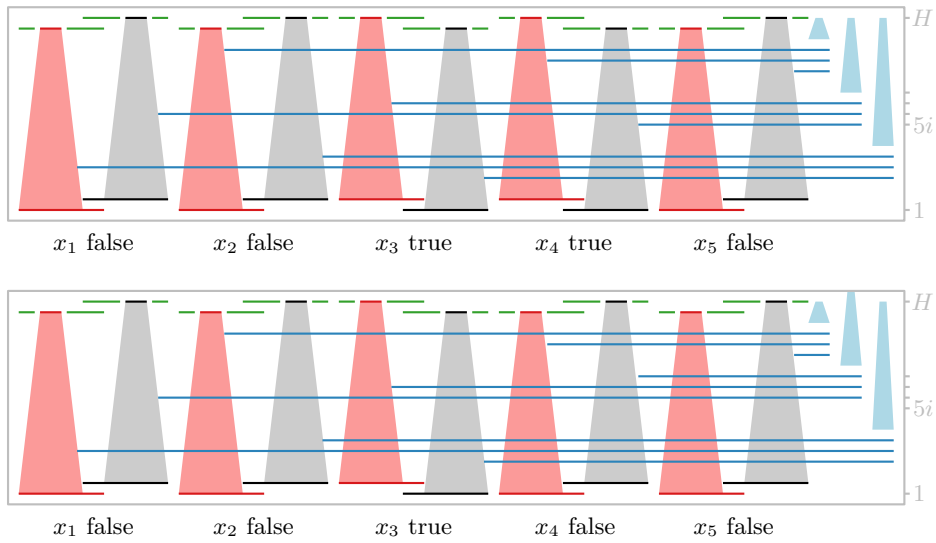 H
5i
1
x₁ false x₂ false x₃ true x₄ true x₅ false
H
5i
1
x₁ false x₂ false x₃ true x₄ false x₅ false